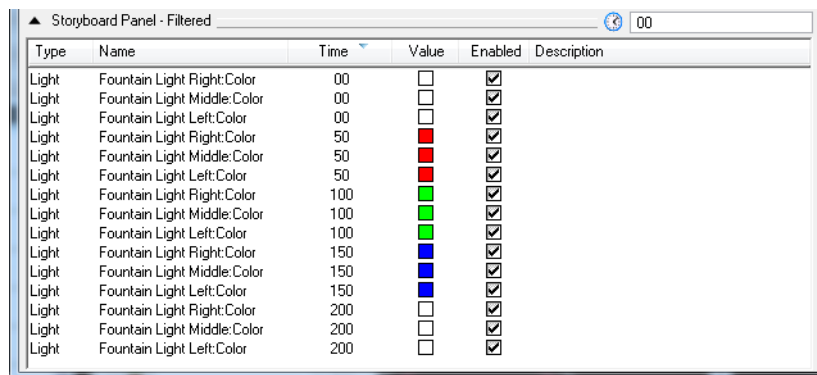 Storyboard Panel - Filtered 00
Type Name Time Value Enabled Description
Light Fountain Light Right:Color 00
Light Fountain Light Middle:Color 00
Light Fountain Light Left:Color 00
Light Fountain Light Right:Color 50
Light Fountain Light Middle:Color 50
Light Fountain Light Left:Color 50
Light Fountain Light Right:Color 100
Light Fountain Light Middle:Color 100
Light Fountain Light Left:Color 100
Light Fountain Light Right:Color 150
Light Fountain Light Middle:Color 150
Light Fountain Light Left:Color 150
Light Fountain Light Right:Color 200
Light Fountain Light Middle:Color 200
Light Fountain Light Left:Color 200